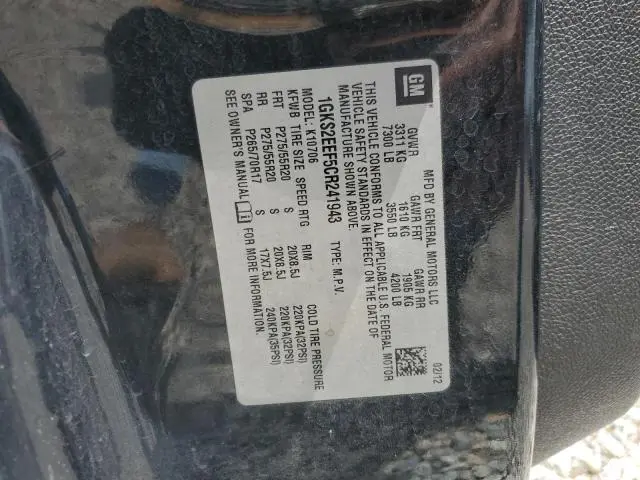 GM
MFD BY GENERAL MOTORS LLC 02/12
GVWR GAWR FRT GAWR RR
3311 KG 1610 KG 1905 KG
7300 LB 3550 LB 4200 LB
THIS VEHICLE CONFORMS TO ALL APPLICABLE U.S. FEDERAL MOTOR
VEHICLE SAFETY STANDARDS IN EFFECT ON THE DATE OF
MANUFACTURE SHOWN ABOVE.
1GKS2EEF5CR241943 TYPE: M.P.V.
MODEL: K10706
KFWB TIRE SIZE SPEED RTG RIM COLD TIRE PRESSURE
FRT P275/55R20 S 20X8.5J 220KPA(32PSI)
RR P275/55R20 S 20X8.5J 220KPA(32PSI)
SPA P265/70R17 S 17X7.5J 240KPA(35PSI)
SEE OWNER'S MANUAL FOR MORE INFORMATION.